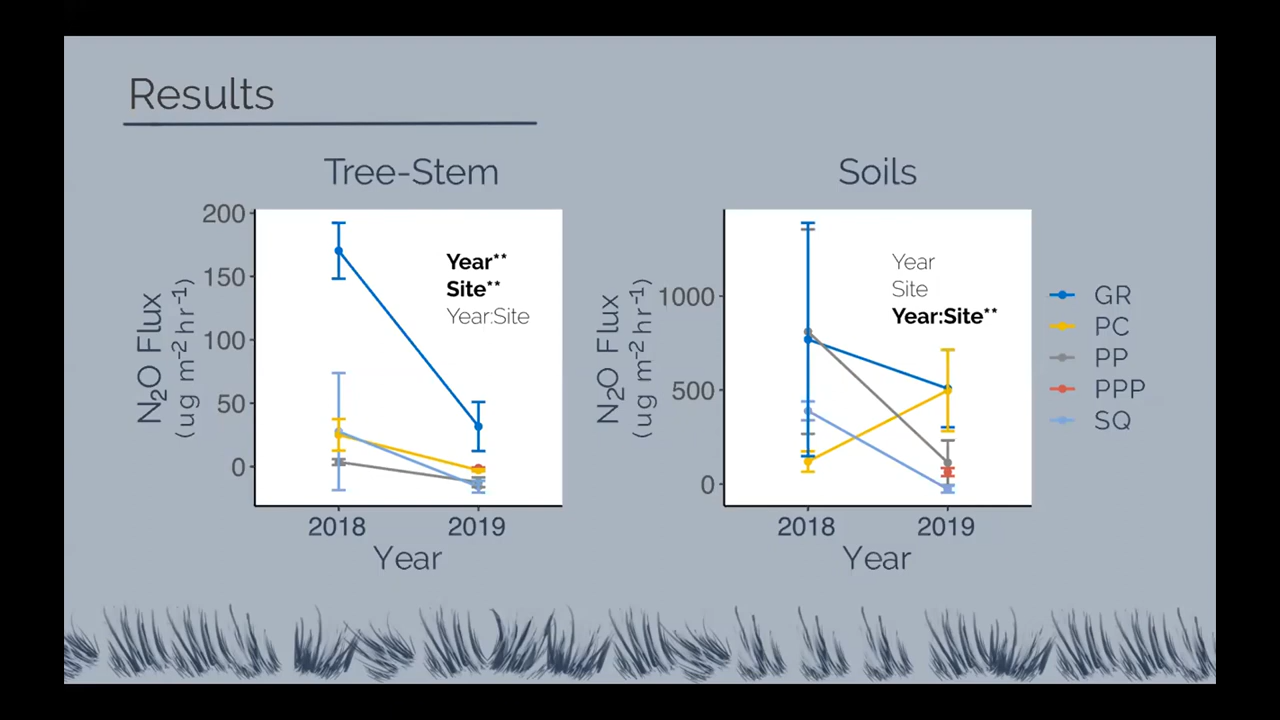 Results
Tree-Stem
N2O Flux
(ug m-2 hr-1)
200
150
100
50
0
Year**
Site**
Year:Site
2018 2019
Year
Soils
N2O Flux
(ug m-2 hr-1)
1000
500
0
Year
Site
Year:Site**
2018 2019
Year
GR
PC
PP
PPP
SQ